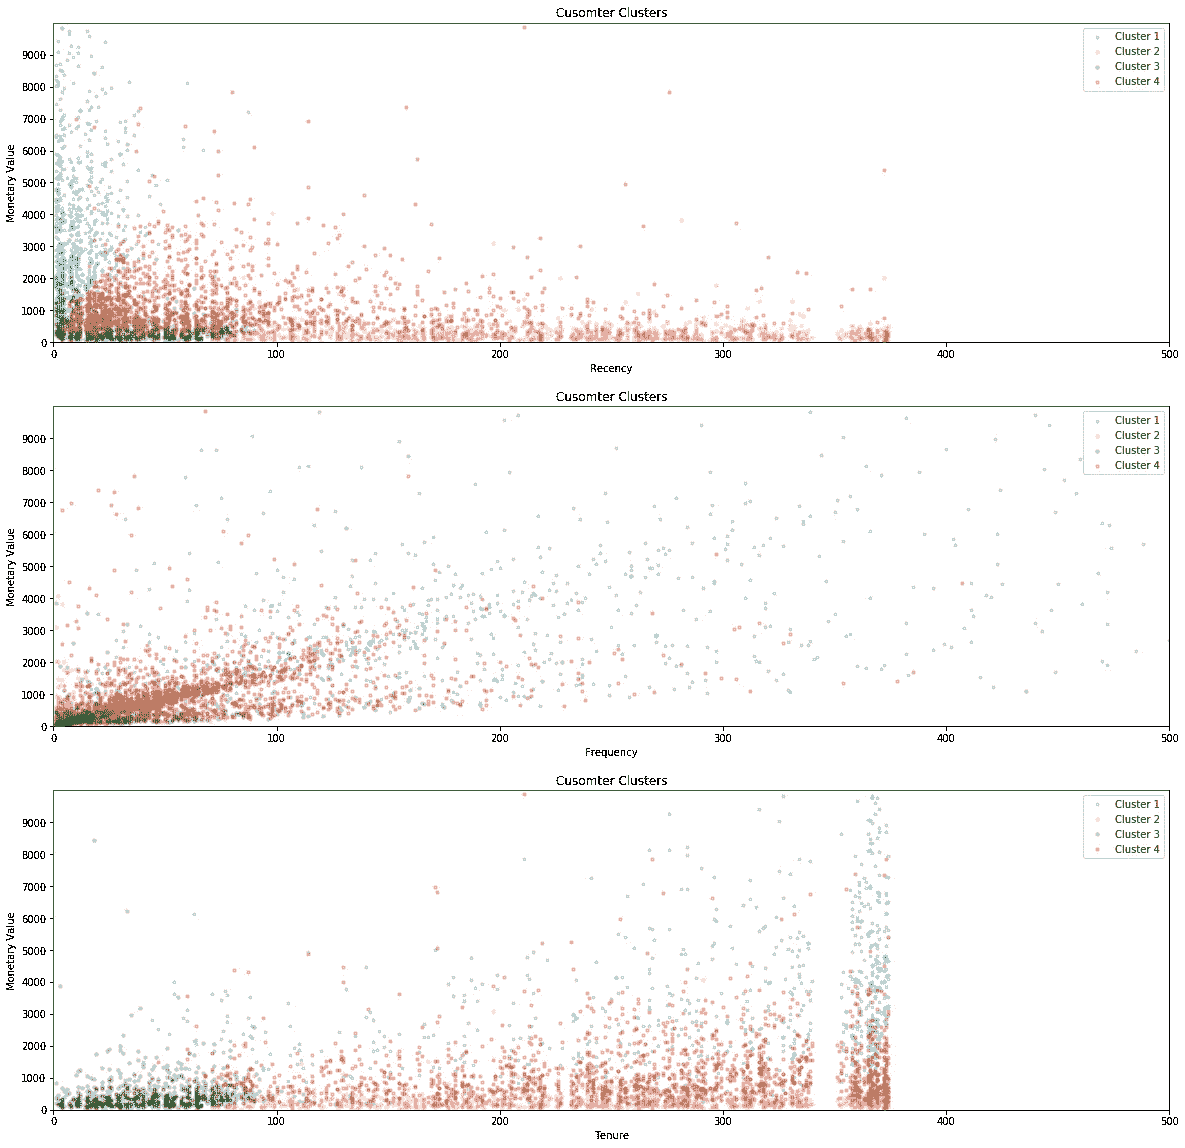 Cusomter Clusters
Cluster 1
Cluster 2
Cluster 3
Cluster 4
9000
8000
7000
6000
5000
4000
3000
2000
1000
0
Monetary Value
0 100 200 300 400 500
Recency
Cusomter Clusters
Cluster 1
Cluster 2
Cluster 3
Cluster 4
9000
8000
7000
6000
5000
4000
3000
2000
1000
0
Monetary Value
0 100 200 300 400 500
Frequency
Cusomter Clusters
Cluster 1
Cluster 2
Cluster 3
Cluster 4
9000
8000
7000
6000
5000
4000
3000
2000
1000
0
Monetary Value
0 100 200 300 400 500
Tenure